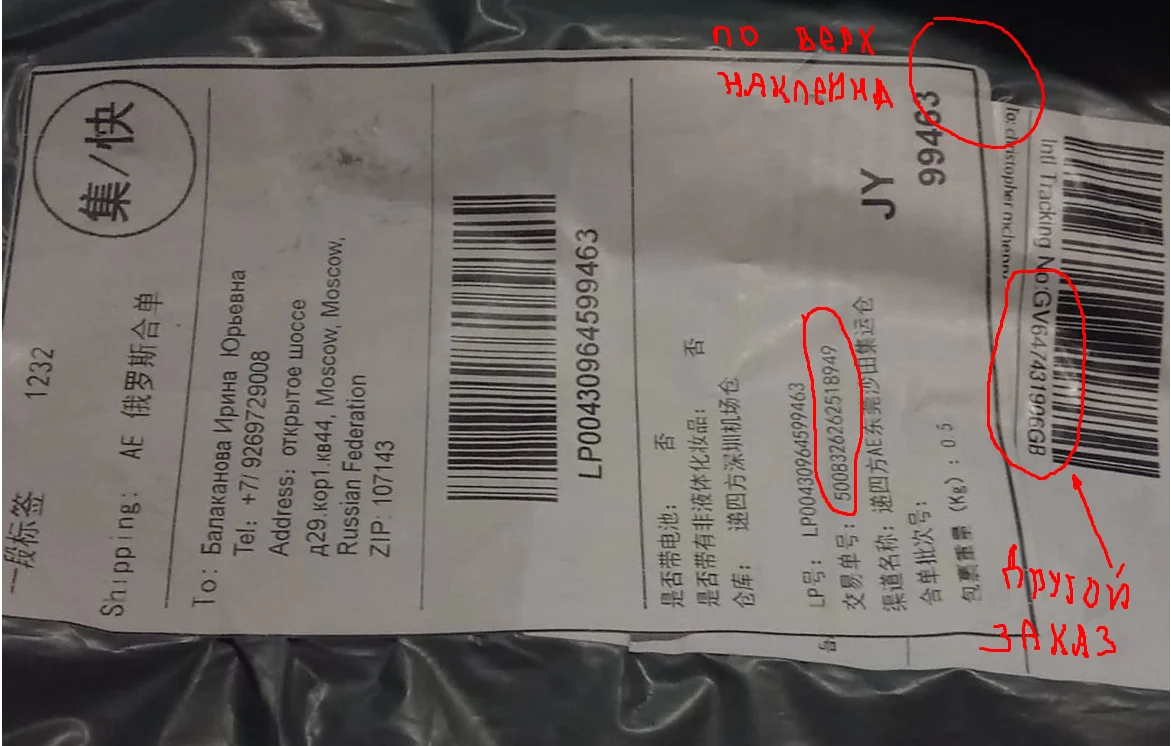 по верх
наклейка
集/快
一段标签 1232
Shipping: AE 俄罗斯合单
To: Балаканова Ирина Юрьевна
Tel: +7/ 9269729008
Address: открытое шоссе
д29.кор1.кв44, Moscow, Moscow,
Russian Federation
ZIP: 107143
LP00430964599463
是否带电池: 否
是否带有非液体化妆品: 否
仓库: 递四方深圳机场仓
LP号: LP00430964599463
交易单号: 5008326262518949
渠道名称: 递四方AE东莞沙田集运仓
合单批次号:
包裹重量 (Kg) : 0.5
JY
99463
To: christopher
Intl Tracking No:GV647431906GB
Другой
заказ